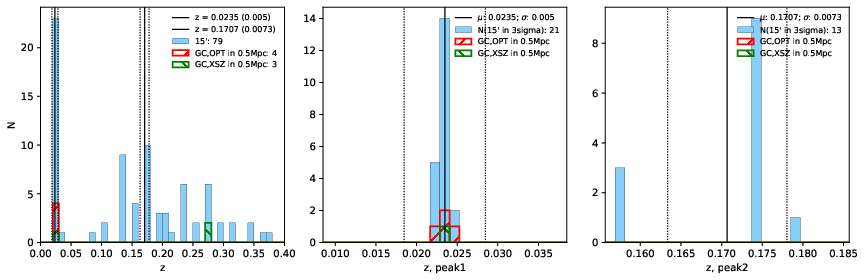 z = 0.0235 (0.005)
z = 0.1707 (0.0073)
15': 79
GC,OPT in 0.5Mpc: 4
GC,XSZ in 0.5Mpc: 3
N
20
15
10
5
0
0.00 0.05 0.10 0.15 0.20 0.25 0.30 0.35 0.40
z
μ: 0.0235; σ: 0.005
N(15' in 3sigma): 21
GC,OPT in 0.5Mpc
GC,XSZ in 0.5Mpc
14
12
10
8
6
4
2
0
0.010 0.015 0.020 0.025 0.030 0.035
z, peak1
μ: 0.1707; σ: 0.0073
N(15' in 3sigma): 13
GC,OPT in 0.5Mpc
GC,XSZ in 0.5Mpc
8
6
4
2
0
0.160 0.165 0.170 0.175 0.180 0.185
z, peak2